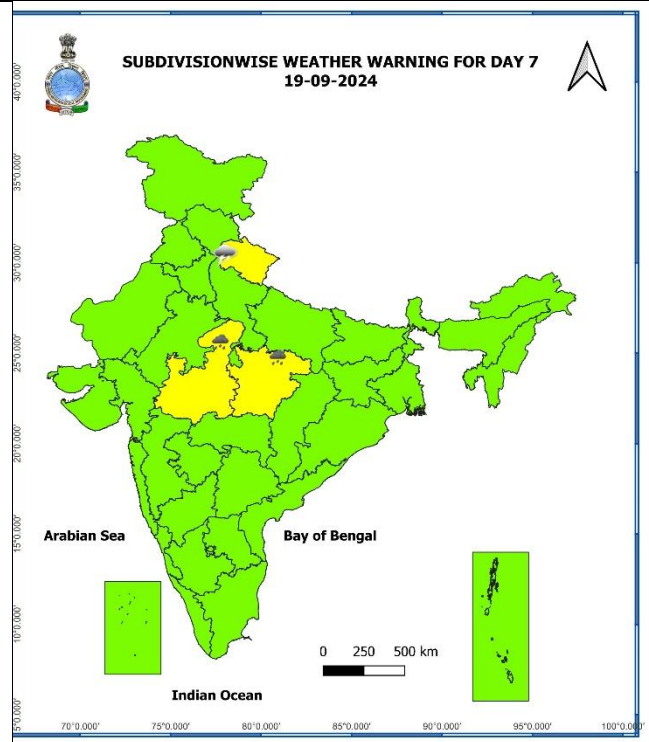 SUBDIVISIONWISE WEATHER WARNING FOR DAY 7
19-09-2024
40°0.000'
35°0.000'
30°0.000'
25°0.000'
20°0.000'
15°0.000'
10°0.000'
5°0.000'
Arabian Sea
Bay of Bengal
0 250 500 km
Indian Ocean
70°0.000' 75°0.000' 80°0.000' 85°0.000' 90°0.000' 95°0.000' 100°0.000'